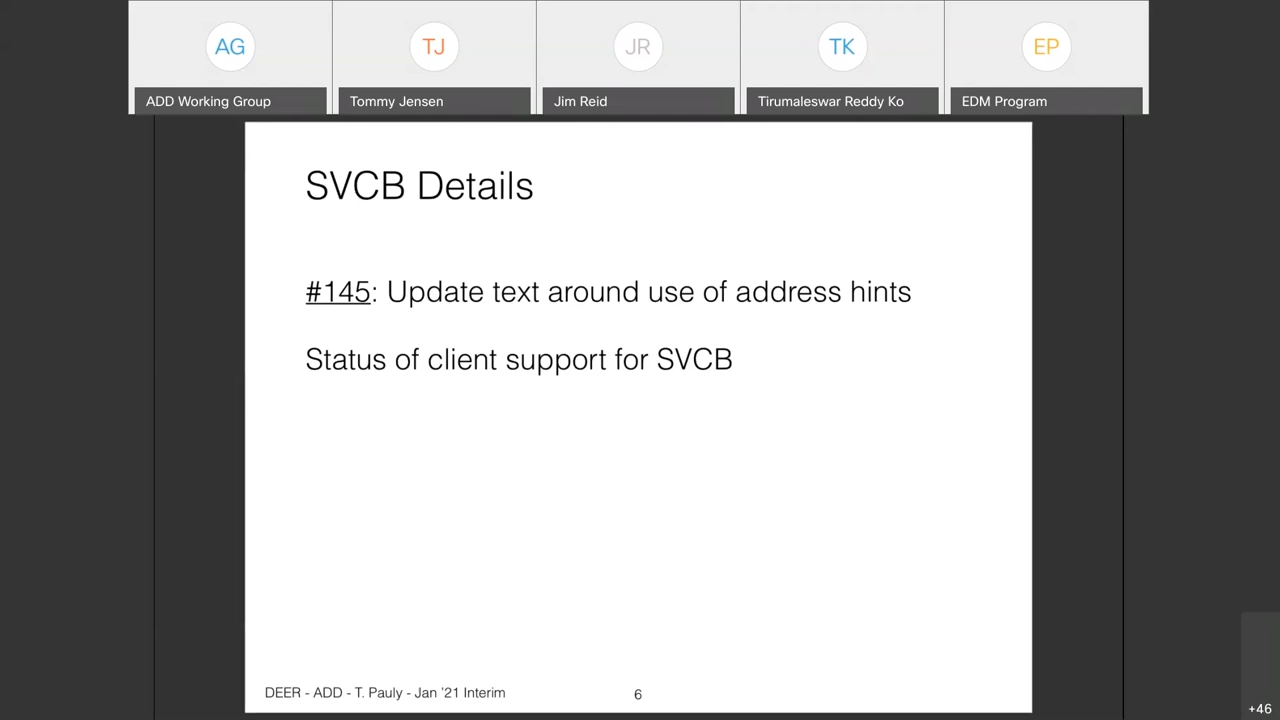 AG
TJ
JR
TK
EP
ADD Working Group
Tommy Jensen
Jim Reid
Tirumaleswar Reddy Ko
EDM Program
SVCB Details
#145: Update text around use of address hints
Status of client support for SVCB
DEER - ADD - T. Pauly - Jan '21 Interim
6
+46